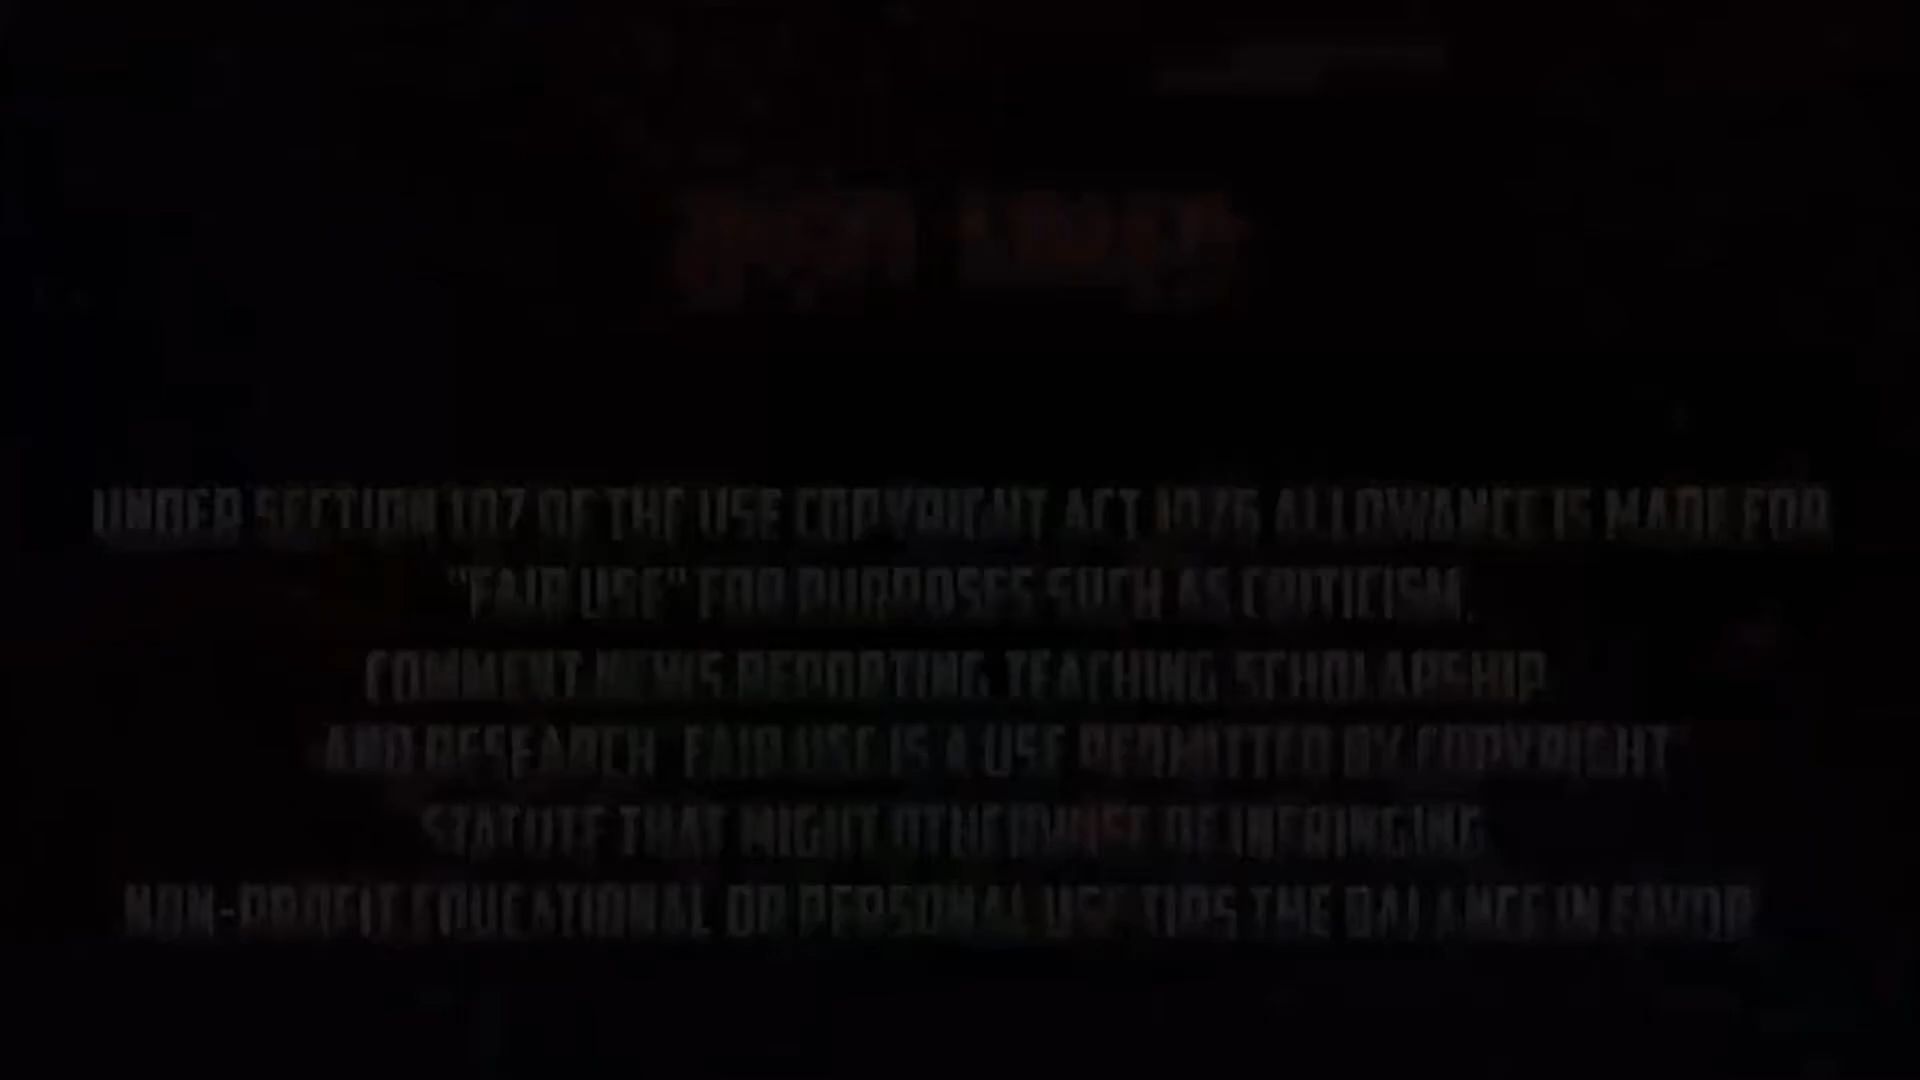 UNDER SECTION 107 OF THE USE COPYRIGHT ACT 1976 ALLOWANCE IS MADE FOR
"FAIR USE" FOR PURPOSES SUCH AS CRITICISM,
COMMENT NEWS REPORTING TEACHING SCHOLARSHIP
AND RESEARCH. FAIR USE IS A USE PERMITTED BY COPYRIGHT
STATUTE THAT MIGHT OTHERWISE BE INFRINGING
NON-PROFIT EDUCATIONAL OR PERSONAL USE TIPS THE BALANCE IN FAVOR